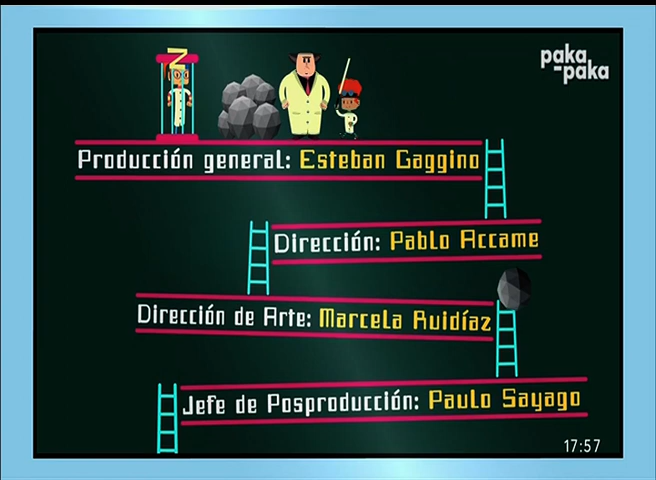 paka
-paka
Producción general: Esteban Gaggino
Dirección: Pablo Accame
Dirección de Arte: Marcela Ruidíaz
Jefe de Posproducción: Paulo Sayago
17:57